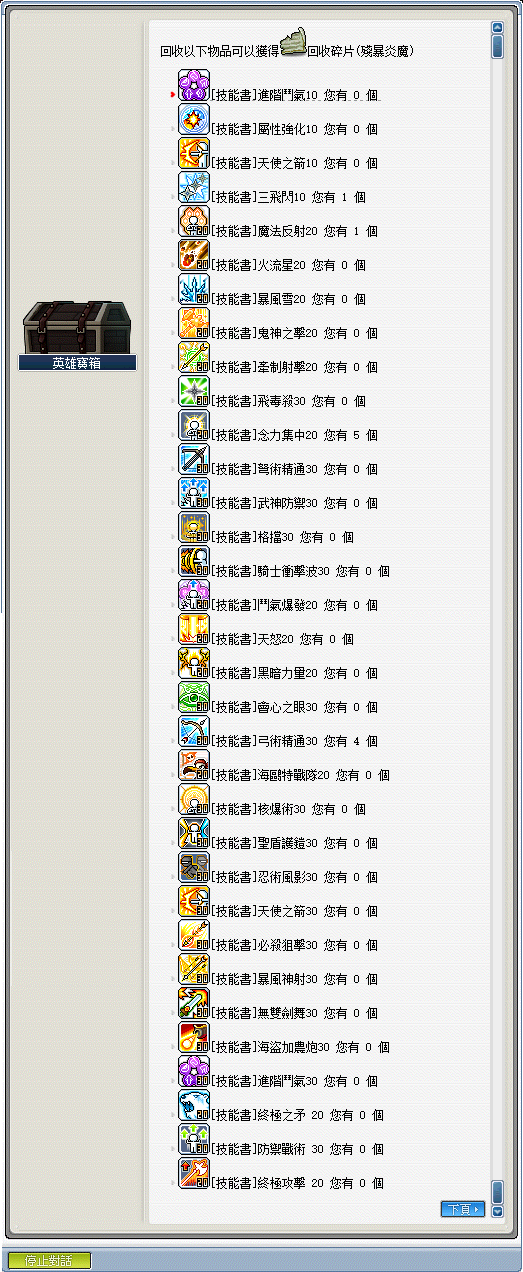 回收以下物品可以獲得回收碎片(殘暴炎魔)
[技能書]進階鬥氣10 您有 0 個
[技能書]屬性強化10 您有 0 個
[技能書]天使之箭10 您有 0 個
[技能書]三飛閃10 您有 1 個
[技能書]魔法反射20 您有 1 個
[技能書]火流星20 您有 0 個
[技能書]暴風雪20 您有 0 個
[技能書]鬼神之擊20 您有 0 個
[技能書]牽制射擊20 您有 0 個
[技能書]飛毒殺30 您有 0 個
[技能書]念力集中20 您有 5 個
[技能書]弩術精通30 您有 0 個
[技能書]武神防禦30 您有 0 個
[技能書]格擋30 您有 0 個
[技能書]騎士衝擊波30 您有 0 個
[技能書]鬥氣爆發20 您有 0 個
[技能書]天怒20 您有 0 個
[技能書]黑暗力量20 您有 0 個
[技能書]會心之眼30 您有 0 個
[技能書]弓術精通30 您有 4 個
[技能書]海鷗特戰隊20 您有 0 個
[技能書]核爆術30 您有 0 個
[技能書]聖盾護鎧30 您有 0 個
[技能書]忍術風影30 您有 0 個
[技能書]天使之箭30 您有 0 個
[技能書]必殺狙擊30 您有 0 個
[技能書]暴風神射30 您有 0 個
[技能書]無雙劍舞30 您有 0 個
[技能書]海盜加農炮30 您有 0 個
[技能書]進階鬥氣30 您有 0 個
[技能書]終極之矛 20 您有 0 個
[技能書]防禦戰術 30 您有 0 個
[技能書]終極攻擊 20 您有 0 個
英雄寶箱
下頁
停止對話